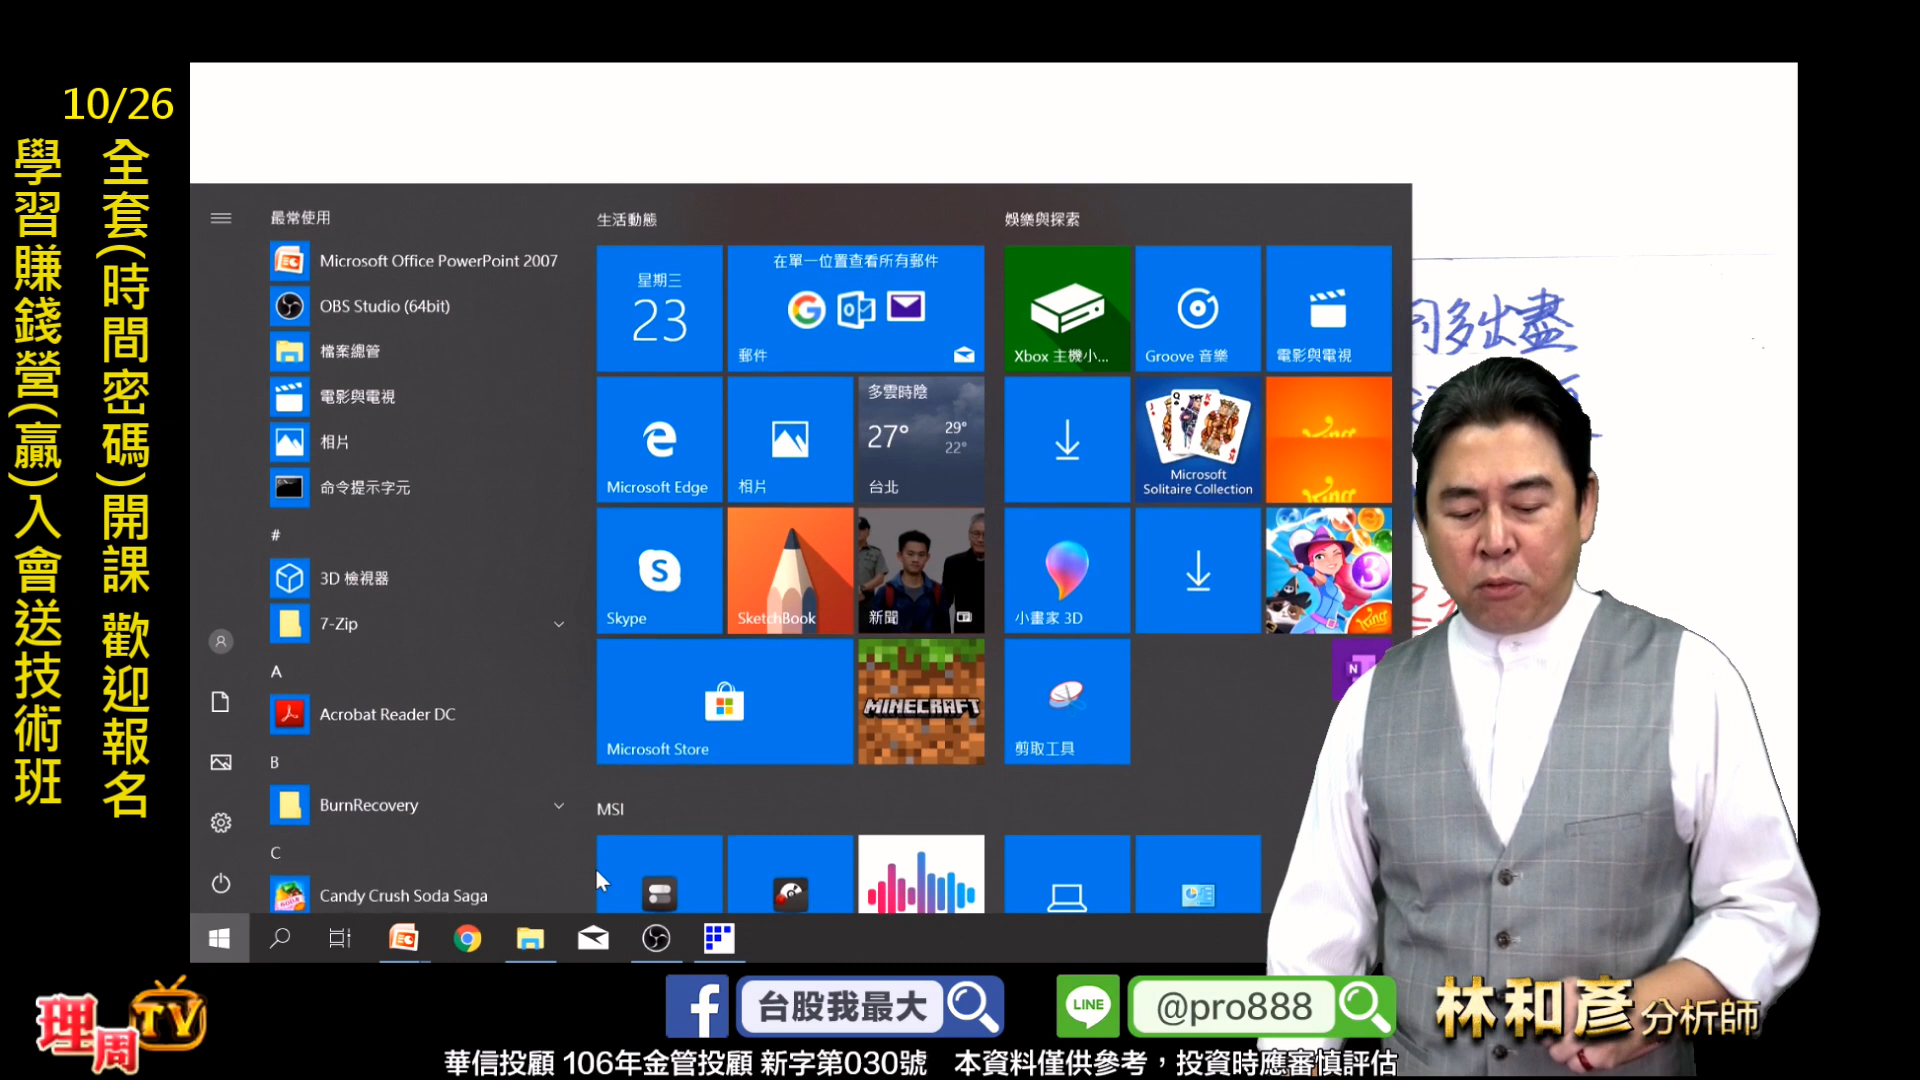 10/26
全套(時間密碼)開課 歡迎報名
學習賺錢營(贏)入會送技術班
最常使用
Microsoft Office PowerPoint 2007
OBS Studio (64bit)
檔案總管
電影與電視
相片
命令提示字元
#
3D 檢視器
7-Zip
A
Acrobat Reader DC
B
BurnRecovery
C
Candy Crush Soda Saga
生活動態
星期三
23
在單一位置查看所有郵件
郵件
Microsoft Edge
相片
多雲時陰
27°
29°
22°
台北
Skype
SketchBook
新聞
Microsoft Store
MINECRAFT
MSI
娛樂與探索
Xbox 主機小...
Groove 音樂
電影與電視
Microsoft
Solitaire Collection
King
King
小畫家 3D
3
King
剪取工具
N
多出盡
理周TV
台股我最大
LINE
@pro888
林和彥分析師
華信投顧 106年金管投顧 新字第030號 本資料僅供參考，投資時應審慎評估